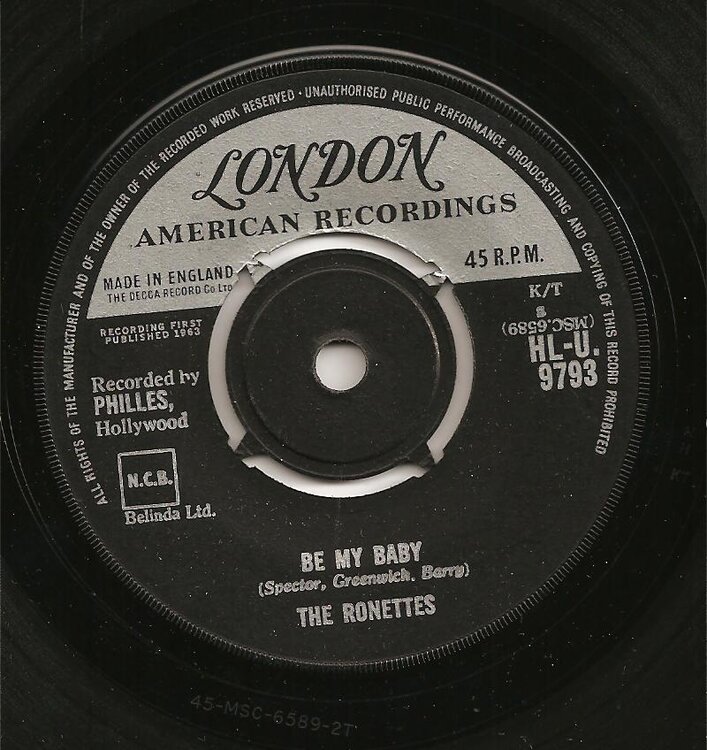 ALL RIGHTS OF THE MANUFACTURER AND OF THE OWNER OF THE RECORDED WORK RESERVED · UNAUTHORISED PUBLIC PERFORMANCE BROADCASTING AND COPYING OF THIS RECORD PROHIBITED
LONDON
AMERICAN RECORDINGS
MADE IN ENGLAND
THE DECCA RECORD Co Ltd
45 R.P.M.
RECORDING FIRST
PUBLISHED 1963
K/T
S
(MSC.6589)
HL-U.
9793
Recorded by
PHILLES,
Hollywood
N.C.B.
Belinda Ltd.
BE MY BABY
(Spector, Greenwich, Barry)
THE RONETTES
45-MSC-6589-2T